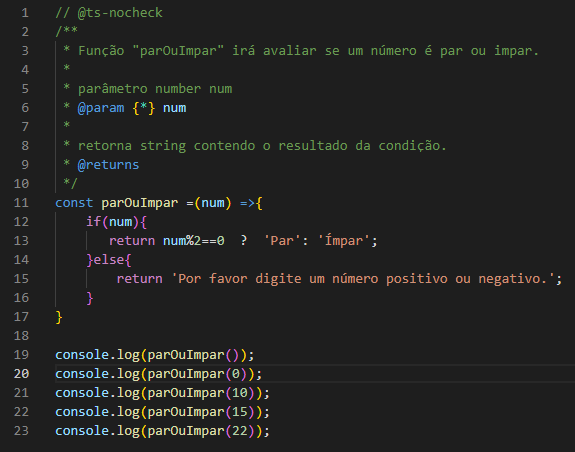 1 // @ts-nocheck
2 /**
3  * Função "parOuImpar" irá avaliar se um número é par ou impar.
4  *
5  * parâmetro number num
6  * @param {*} num
7  *
8  * retorna string contendo o resultado da condição.
9  * @returns
10  */
11 const parOuImpar =(num) =>{
12     if(num){
13        return num%2==0  ?  'Par': 'Ímpar';
14     }else{
15         return 'Por favor digite um número positivo ou negativo.';
16     }
17 }
18
19 console.log(parOuImpar());
20 console.log(parOuImpar(0));
21 console.log(parOuImpar(10));
22 console.log(parOuImpar(15));
23 console.log(parOuImpar(22));